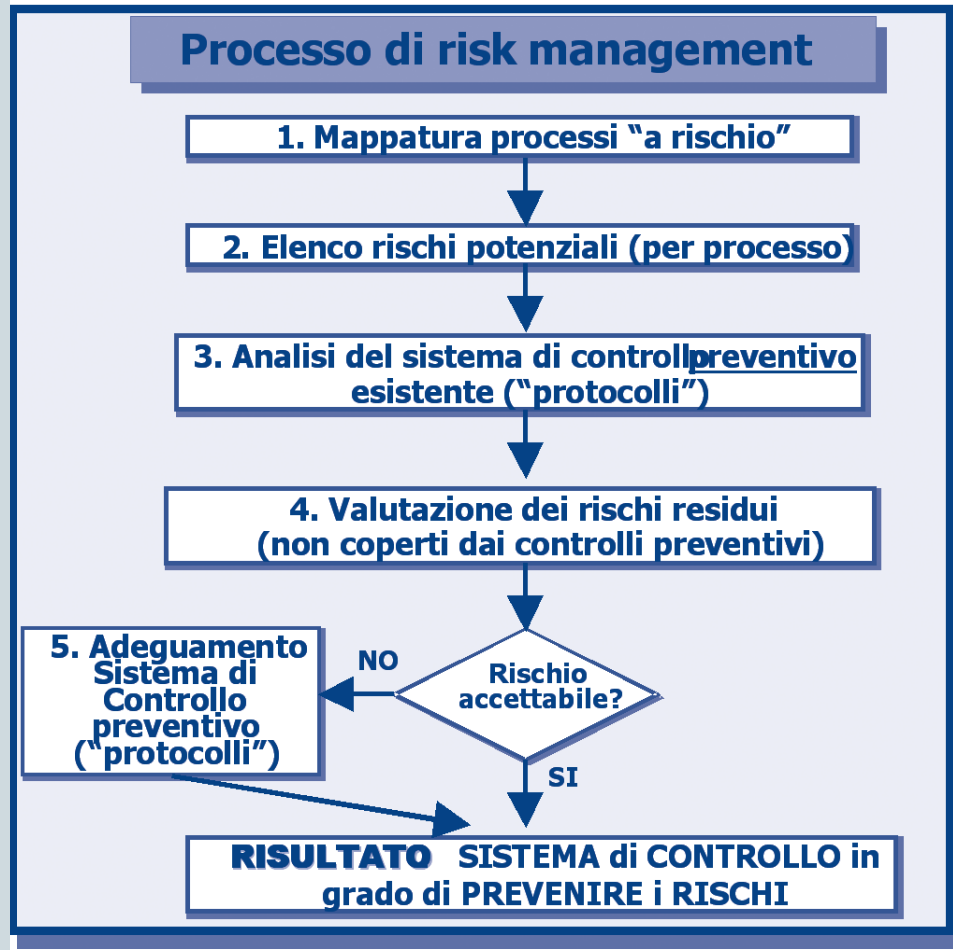 Processo di risk management
1. Mappatura processi “a rischio”
2. Elenco rischi potenziali (per processo)
3. Analisi del sistema di controllo preventivo
esistente (“protocolli”)
4. Valutazione dei rischi residui
(non coperti dai controlli preventivi)
5. Adeguamento
Sistema di
Controllo
preventivo
(“protocolli”)
NO
Rischio
accettabile?
SI
RISULTATO SISTEMA di CONTROLLO in
grado di PREVENIRE i RISCHI